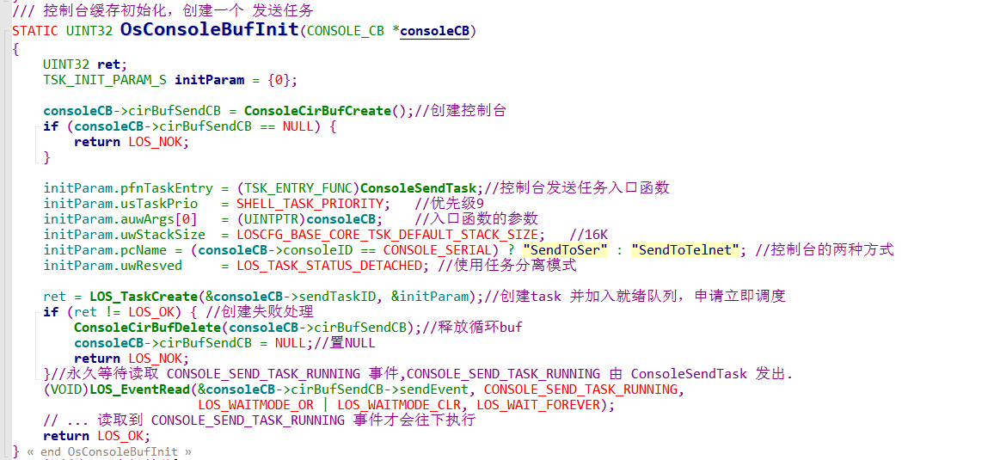 /// 控制台缓存初始化，创建一个 发送任务
STATIC UINT32 OsConsoleBufInit(CONSOLE_CB *consoleCB)
{
    UINT32 ret;
    TSK_INIT_PARAM_S initParam = {0};

    consoleCB->cirBufSendCB = ConsoleCirBufCreate();//创建控制台
    if (consoleCB->cirBufSendCB == NULL) {
        return LOS_NOK;
    }

    initParam.pfnTaskEntry = (TSK_ENTRY_FUNC)ConsoleSendTask;//控制台发送任务入口函数
    initParam.usTaskPrio   = SHELL_TASK_PRIORITY;   //优先级9
    initParam.auwArgs[0]   = (UINTPTR)consoleCB;    //入口函数的参数
    initParam.uwStackSize  = LOSCFG_BASE_CORE_TSK_DEFAULT_STACK_SIZE;   //16K
    initParam.pcName = (consoleCB->consoleID == CONSOLE_SERIAL) ? "SendToSer" : "SendToTelnet"; //控制台的两种方式
    initParam.uwResved     = LOS_TASK_STATUS_DETACHED; //使用任务分离模式

    ret = LOS_TaskCreate(&consoleCB->sendTaskID, &initParam);//创建task 并加入就绪队列，申请立即调度
    if (ret != LOS_OK) { //创建失败处理
        ConsoleCirBufDelete(consoleCB->cirBufSendCB);//释放循环buf
        consoleCB->cirBufSendCB = NULL;//置NULL
        return LOS_NOK;
    }//永久等待读取 CONSOLE_SEND_TASK_RUNNING 事件,CONSOLE_SEND_TASK_RUNNING 由 ConsoleSendTask 发出.
    (VOID)LOS_EventRead(&consoleCB->cirBufSendCB->sendEvent, CONSOLE_SEND_TASK_RUNNING,
                        LOS_WAITMODE_OR | LOS_WAITMODE_CLR, LOS_WAIT_FOREVER);
    // ... 读取到 CONSOLE_SEND_TASK_RUNNING 事件才会往下执行
    return LOS_OK;
} « end OsConsoleBufInit »